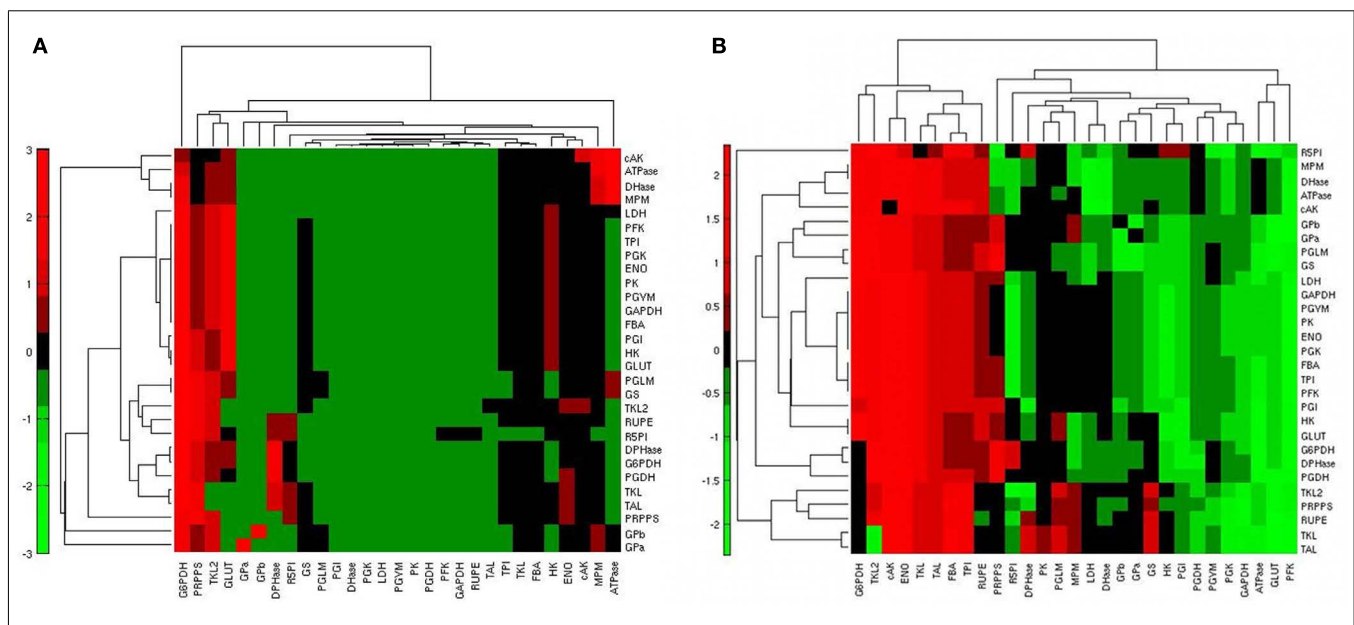 A
3
2
1
0
-1
-2
-3
cAK
ATPase
DHase
MPM
LDH
PFK
TPI
PGK
ENO
PK
PGYM
GAPDH
FBA
PGI
HK
GLUT
PGLM
GS
TKL2
RUPE
R5PI
DPHase
G6PDH
PGDH
TKL
TAL
PRPPS
GPb
GPa
G6PDH
PRPPS
TKL2
GLUT
GPa
GPb
DPHase
R5PI
GS
PGLM
PGI
DHase
PGK
LDH
PGYM
PK
PGDH
PFK
GAPDH
RUPE
TAL
TPI
TKL
FBA
HK
ENO
cAK
MPM
ATPase
B
2
1.5
1
0.5
0
-0.5
-1
-1.5
-2
R5PI
MPM
DHase
ATPase
cAK
GPb
GPa
PGLM
GS
LDH
GAPDH
PGYM
PK
ENO
PGK
FBA
TPI
PFK
PGI
HK
GLUT
G6PDH
DPHase
PGDH
TKL2
PRPPS
RUPE
TKL
TAL
G6PDH
TKL2
cAK
ENO
TKL
TAL
FBA
TPI
RUPE
PRPPS
R5PI
DPHase
PK
PGLM
MPM
LDH
DHase
GPb
GPa
GS
HK
PGI
PGDH
PGYM
PGK
GAPDH
ATPase
GLUT
PFK